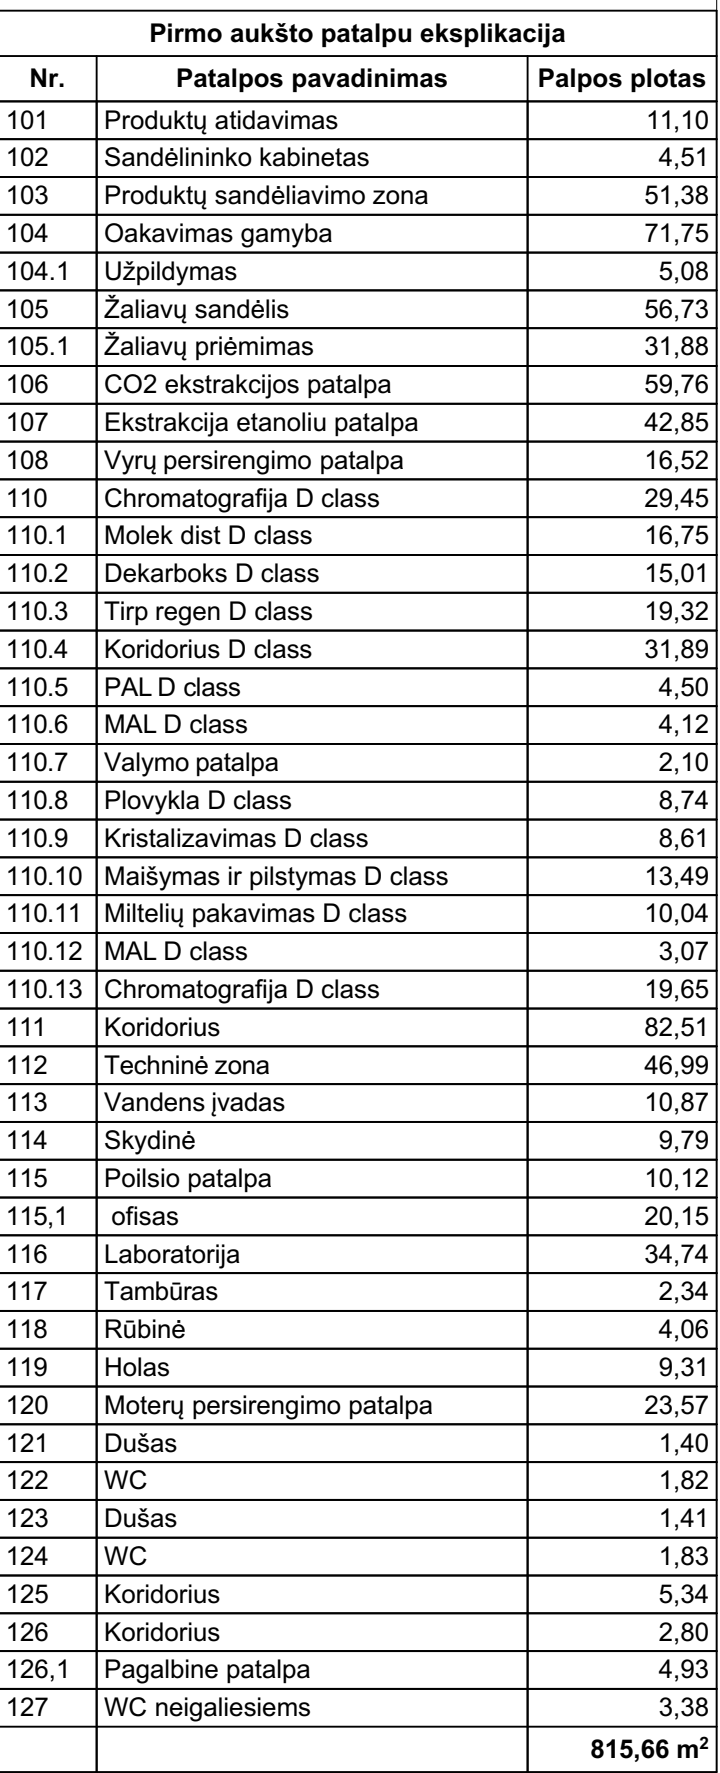 Pirmo aukšto patalpu eksplikacija
Nr. Patalpos pavadinimas Palpos plotas
101 Produktų atidavimas 11,10
102 Sandėlininko kabinetas 4,51
103 Produktų sandėliavimo zona 51,38
104 Oakavimas gamyba 71,75
104.1 Užpildymas 5,08
105 Žaliavų sandėlis 56,73
105.1 Žaliavų priėmimas 31,88
106 CO2 ekstrakcijos patalpa 59,76
107 Ekstrakcija etanoliu patalpa 42,85
108 Vyrų persirengimo patalpa 16,52
110 Chromatografija D class 29,45
110.1 Molek dist D class 16,75
110.2 Dekarboks D class 15,01
110.3 Tirp regen D class 19,32
110.4 Koridorius D class 31,89
110.5 PAL D class 4,50
110.6 MAL D class 4,12
110.7 Valymo patalpa 2,10
110.8 Plovykla D class 8,74
110.9 Kristalizavimas D class 8,61
110.10 Maišymas ir pilstymas D class 13,49
110.11 Miltelių pakavimas D class 10,04
110.12 MAL D class 3,07
110.13 Chromatografija D class 19,65
111 Koridorius 82,51
112 Techninė zona 46,99
113 Vandens įvadas 10,87
114 Skydinė 9,79
115 Poilsio patalpa 10,12
115,1 ofisas 20,15
116 Laboratorija 34,74
117 Tambūras 2,34
118 Rūbinė 4,06
119 Holas 9,31
120 Moterų persirengimo patalpa 23,57
121 Dušas 1,40
122 WC 1,82
123 Dušas 1,41
124 WC 1,83
125 Koridorius 5,34
126 Koridorius 2,80
126,1 Pagalbine patalpa 4,93
127 WC neigaliesiems 3,38
815,66 m²